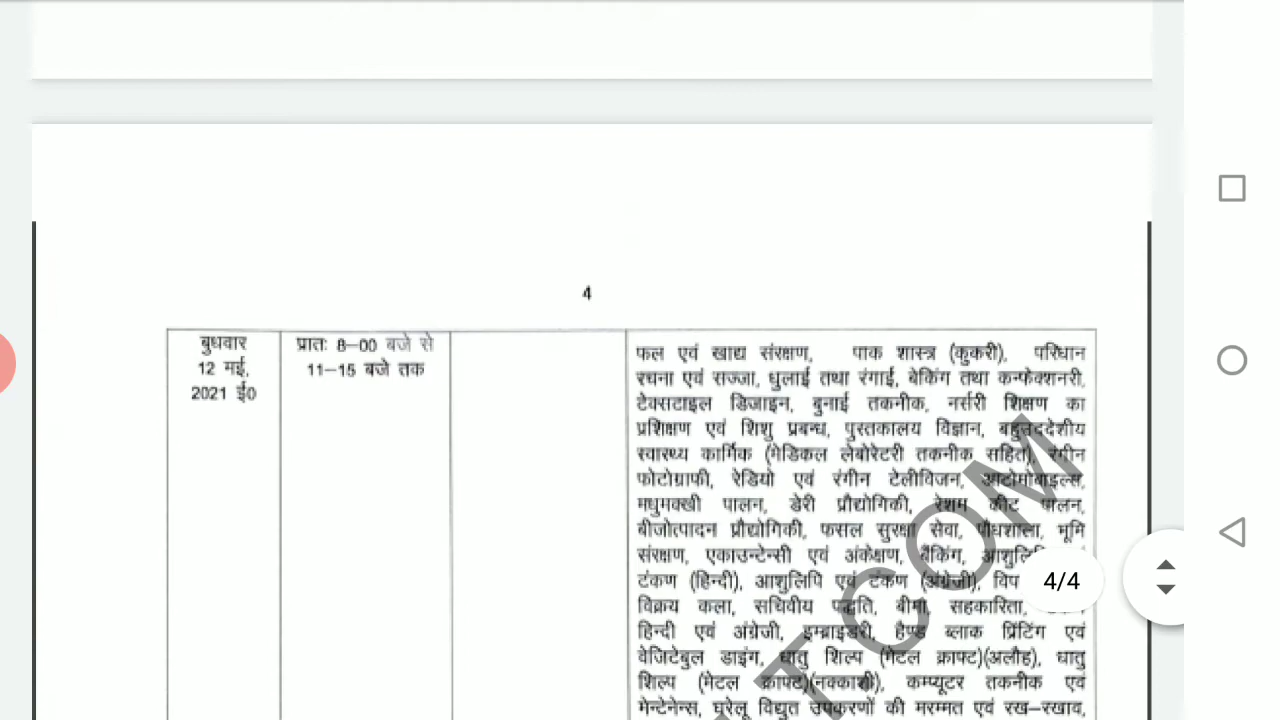 4
बुधवार
12 मई,
2021 ई0
प्रातः 8–00 बजे से
11–15 बजे तक
फल एवं खाद्य संरक्षण, पाक शास्त्र (कुकरी), परिधान
रचना एवं सज्जा, धुलाई तथा रंगाई, बेकिंग तथा कन्फेक्शनरी,
टेक्सटाइल डिजाइन, बुनाई तकनीक, नर्सरी शिक्षण का
प्रशिक्षण एवं शिशु प्रबन्ध, पुस्तकालय विज्ञान, बहुउद्देशीय
स्वास्थ्य कार्मिक (मेडिकल लेबोरेटरी तकनीक सहित), रंगीन
फोटोग्राफी, रेडियो एवं रंगीन टेलीविजन, आटोमोबाइल्स,
मधुमक्खी पालन, डेरी प्रौद्योगिकी, रेशम कीट पालन,
बीजोत्पादन प्रौद्योगिकी, फसल सुरक्षा सेवा, पौधशाला, भूमि
संरक्षण, एकाउन्टेन्सी एवं अंकेक्षण, बैंकिंग,
टंकण (हिन्दी), आशुलिपि एवं टंकण (अंग्रेजी),
विक्रय कला, सचिवीय पद्धति, बीमा, सहकारिता,
हिन्दी एवं अंग्रेजी, इम्ब्राइडरी, हैण्ड ब्लाक प्रिंटिंग एवं
वेजिटेबुल डाइंग, धातु शिल्प (मेटल क्राफ्ट)(अलौह), धातु
शिल्प (मेटल क्राफ्ट)(नक्काशी), कम्प्यूटर तकनीक एवं
मेन्टेनेन्स, घरेलू विद्युत उपकरणों की मरम्मत एवं रख–रखाव,
4/4
T.COM